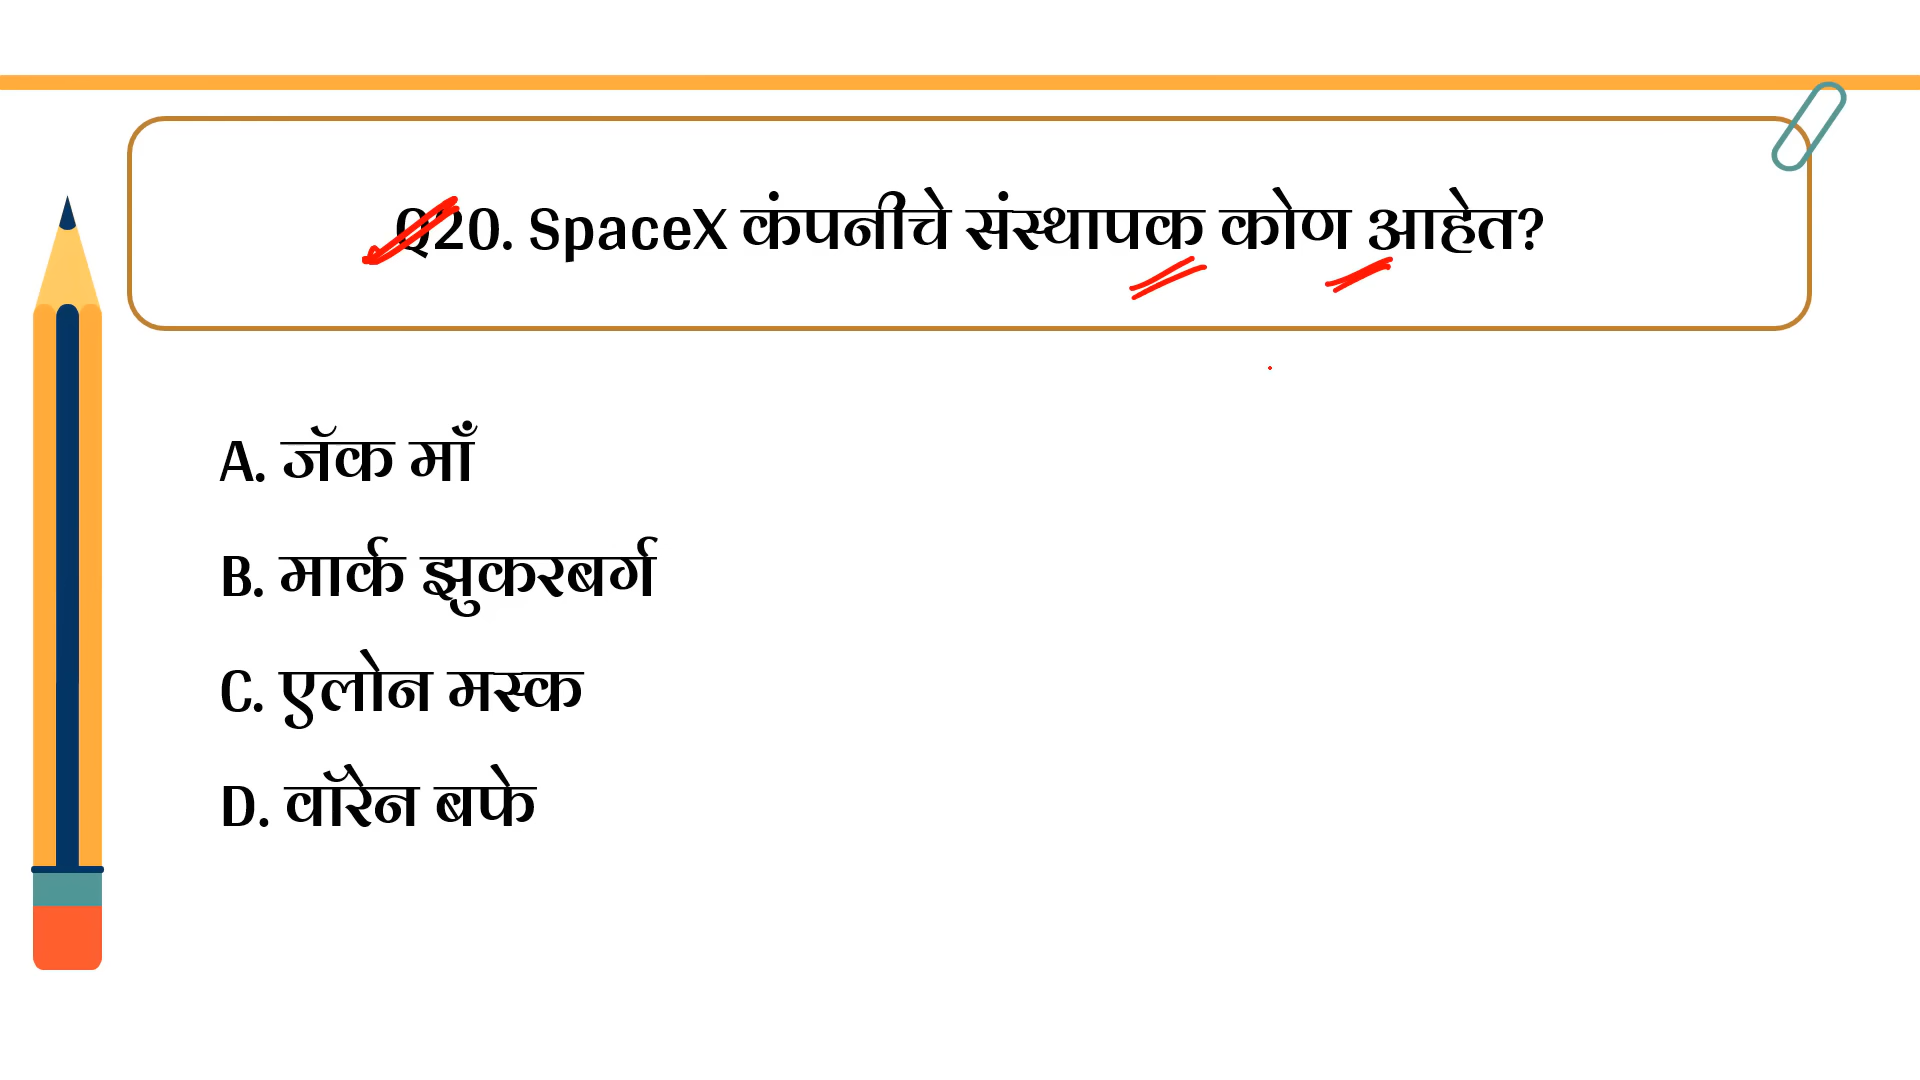 Q20. SpaceX कंपनीचे संस्थापक कोण आहेत?
A. जॅक माँ
B. मार्क झुकरबर्ग
C. एलोन मस्क
D. वॉरेन बफे